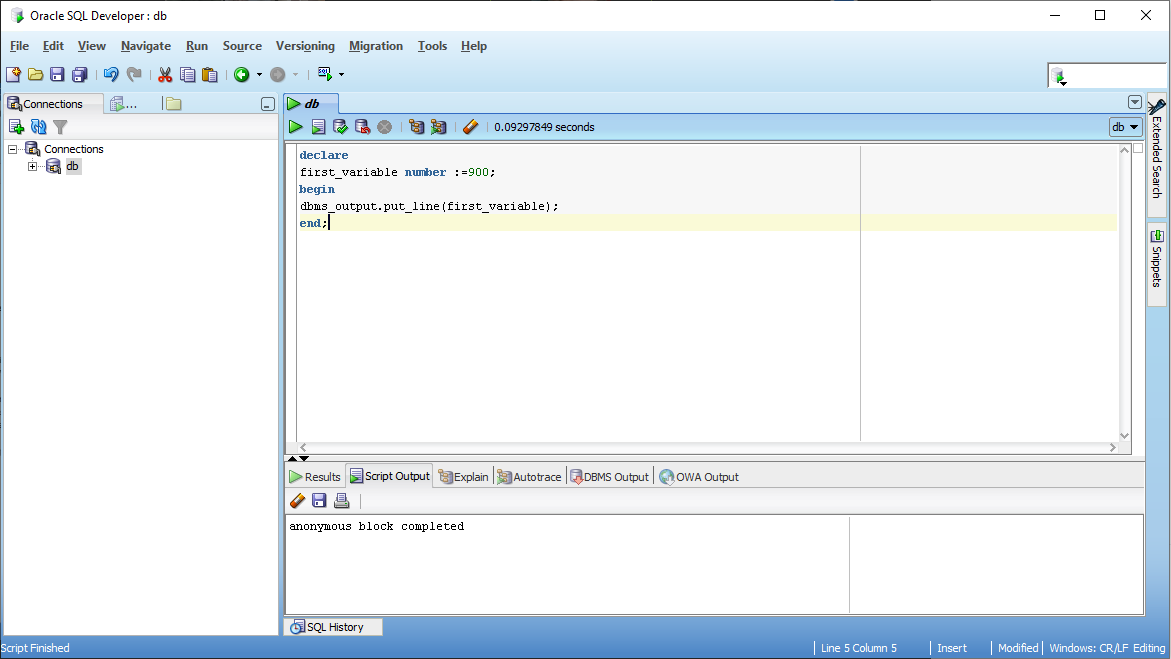 Oracle SQL Developer : db
File Edit View Navigate Run Source Versioning Migration Tools Help
Connections
...
db
0.09297849 seconds
db
Connections
db
declare
first_variable number :=900;
begin
dbms_output.put_line(first_variable);
end;
Extended Search
Snippets
Results Script Output Explain Autotrace DBMS Output OWA Output
anonymous block completed
SQL History
Script Finished
Line 5 Column 5 Insert Modified Windows: CR/LF Editing